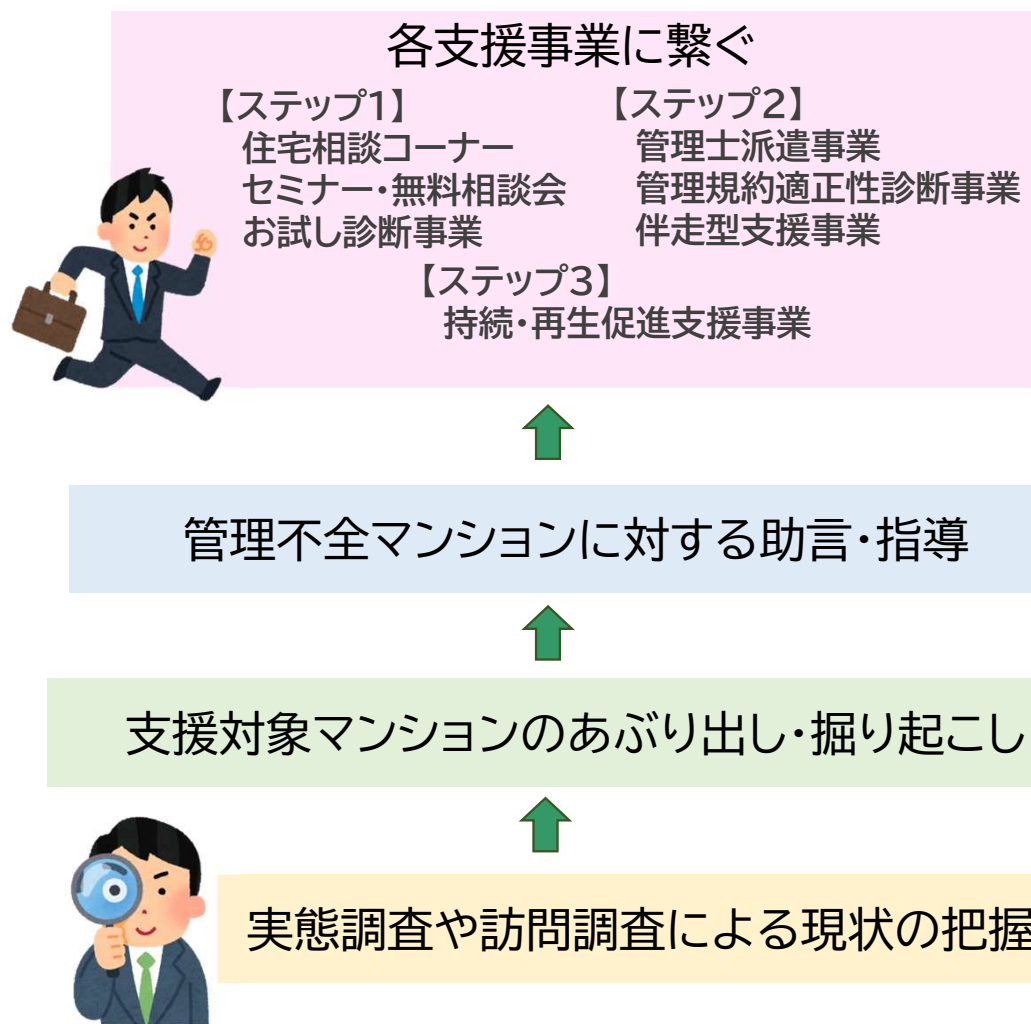 各支援事業に繋ぐ
【ステップ1】
住宅相談コーナー
セミナー・無料相談会
お試し診断事業
【ステップ2】
管理士派遣事業
管理規約適正性診断事業
伴走型支援事業
【ステップ3】
持続・再生促進支援事業
管理不全マンションに対する助言・指導
支援対象マンションのあぶり出し・掘り起こし
実態調査や訪問調査による現状の把握